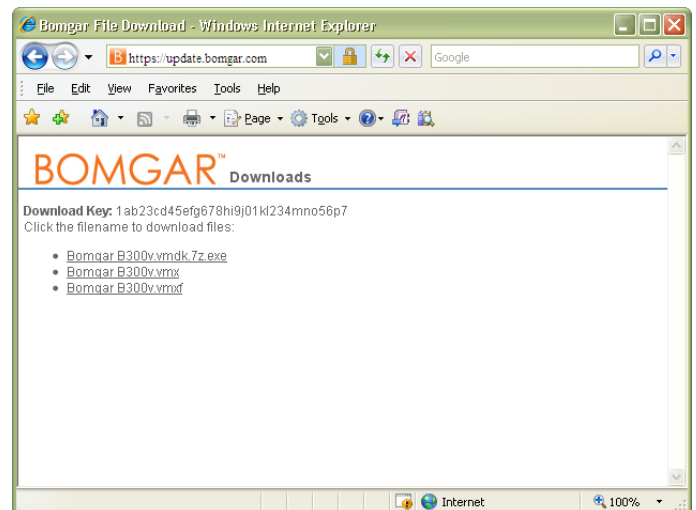 Bomgar File Download - Windows Internet Explorer
https://update.bomgar.com Google
File Edit View Favorites Tools Help
Page Tools
BOMGAR™ Downloads
Download Key: 1ab23cd45efg678hi9j01kl234mno56p7
Click the filename to download files:
• Bomgar B300v.vmdk.7z.exe
• Bomgar B300v.vmx
• Bomgar B300v.vmxf
Internet 100%